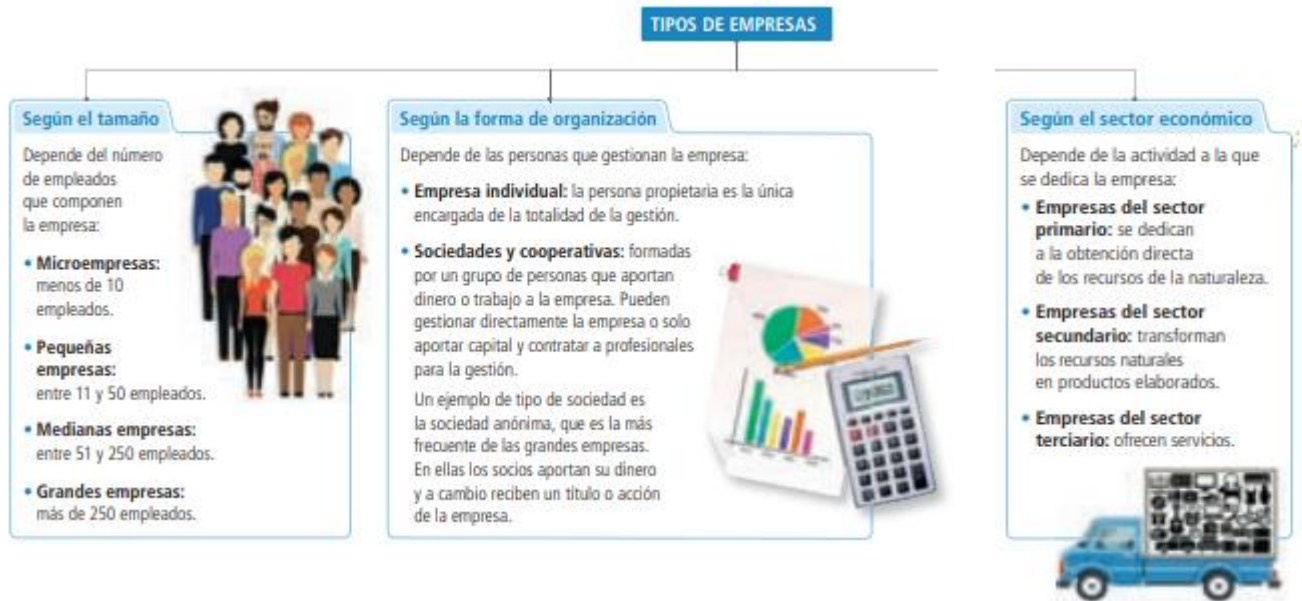 TIPOS DE EMPRESAS
Según el tamaño
Depende del número
de empleados
que componen
la empresa:
• Microempresas:
menos de 10
empleados.
• Pequeñas
empresas:
entre 11 y 50 empleados.
• Medianas empresas:
entre 51 y 250 empleados.
• Grandes empresas:
más de 250 empleados.
Según la forma de organización
Depende de las personas que gestionan la empresa:
• Empresa individual: la persona propietaria es la única
encargada de la totalidad de la gestión.
• Sociedades y cooperativas: formadas
por un grupo de personas que aportan
dinero o trabajo a la empresa. Pueden
gestionar directamente la empresa o solo
aportar capital y contratar a profesionales
para la gestión.
Un ejemplo de tipo de sociedad es
la sociedad anónima, que es la más
frecuente de las grandes empresas.
En ellas los socios aportan su dinero
y a cambio reciben un título o acción
de la empresa.
Según el sector económico
Depende de la actividad a la que
se dedica la empresa:
• Empresas del sector
primario: se dedican
a la obtención directa
de los recursos de la naturaleza.
• Empresas del sector
secundario: transforman
los recursos naturales
en productos elaborados.
• Empresas del sector
terciario: ofrecen servicios.